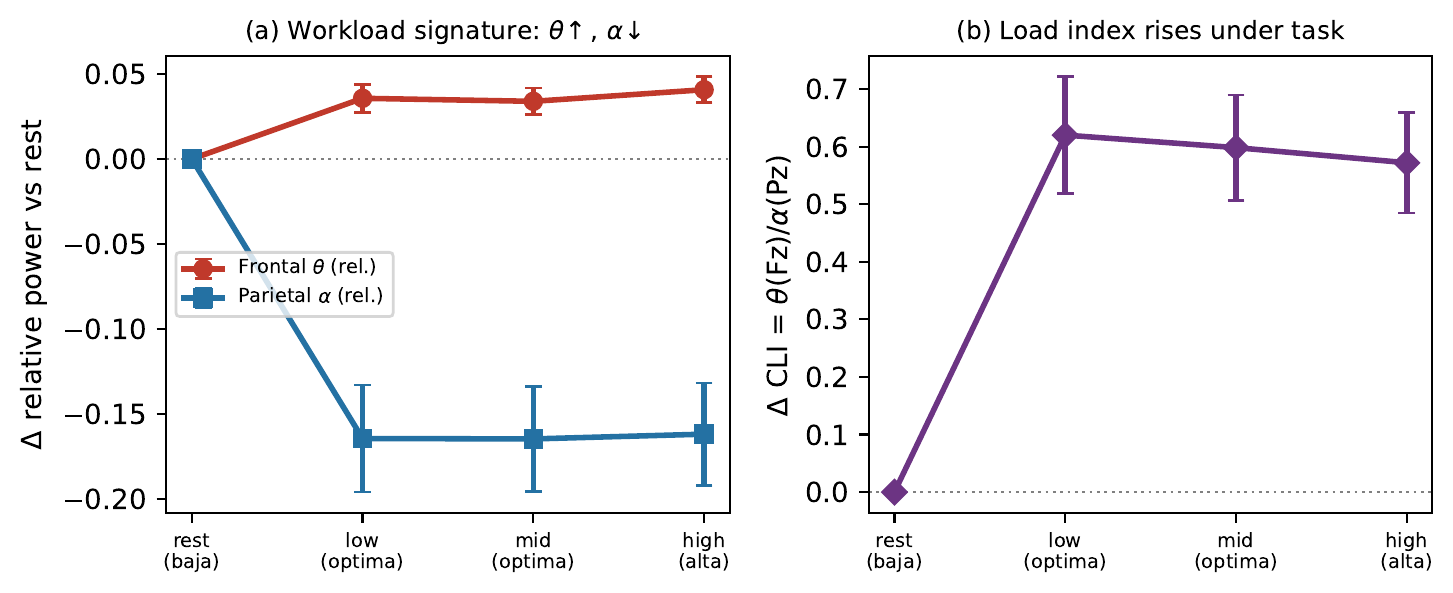 (a) Workload signature: θ↑ , α↓
Δ relative power vs rest
0.05
0.00
−0.05
−0.10
−0.15
−0.20
Frontal θ (rel.)
Parietal α (rel.)
rest
(baja)
low
(optima)
mid
(optima)
high
(alta)
(b) Load index rises under task
Δ CLI = θ(Fz)/α(Pz)
0.7
0.6
0.5
0.4
0.3
0.2
0.1
0.0
rest
(baja)
low
(optima)
mid
(optima)
high
(alta)